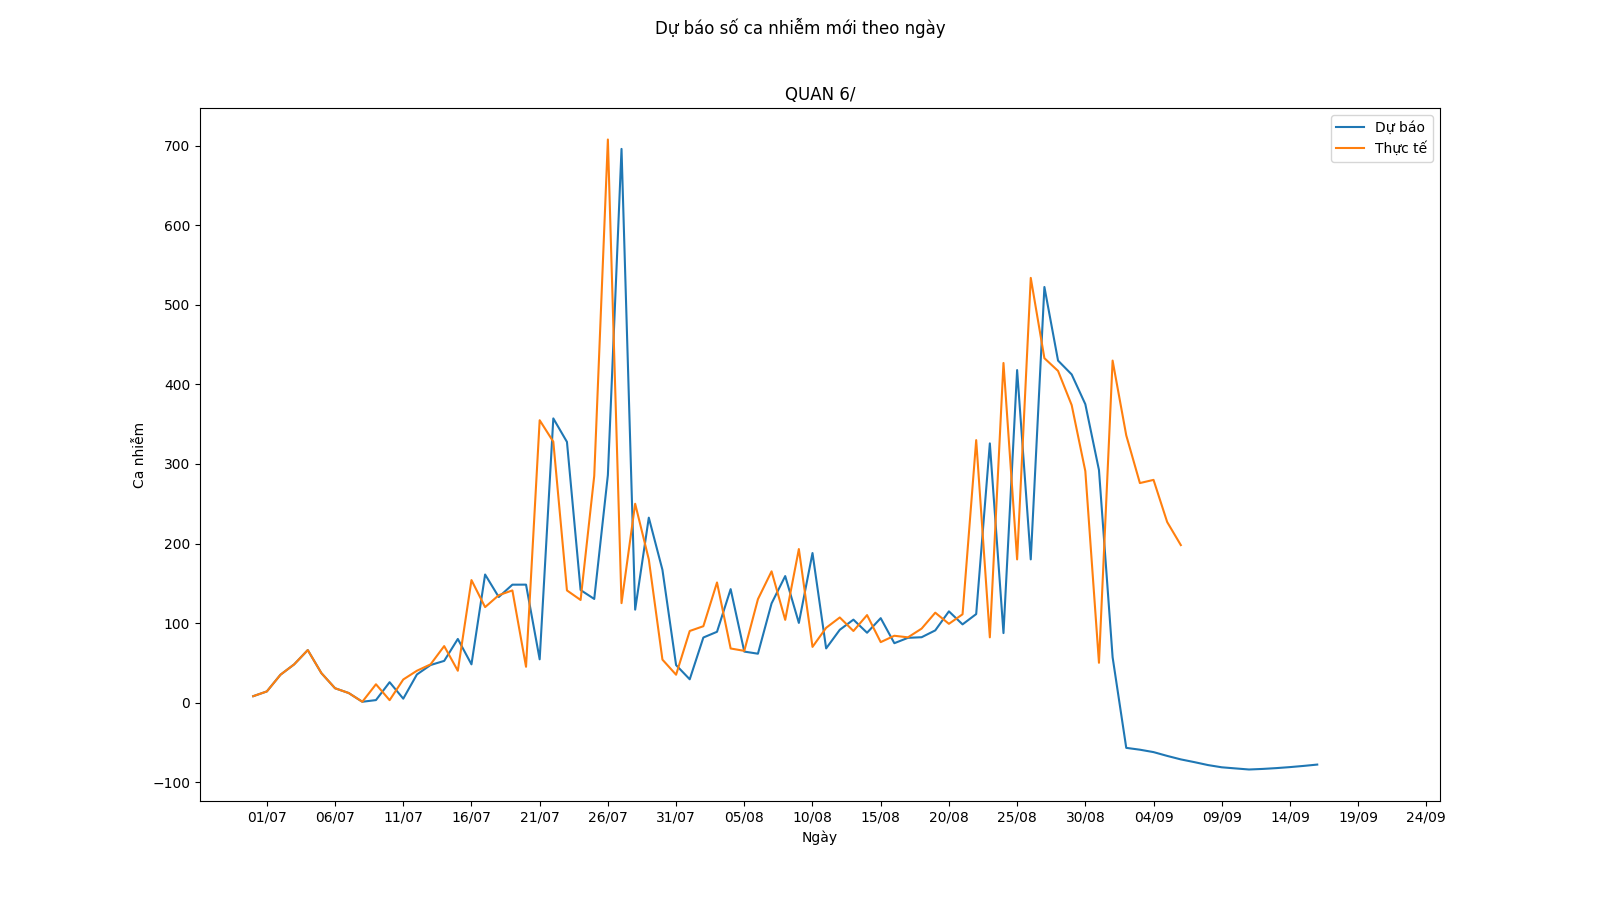 Dự báo số ca nhiễm mới theo ngày
QUAN 6/
Dự báo
Thực tế
700
600
500
400
300
200
100
0
−100
Ca nhiễm
01/07 06/07 11/07 16/07 21/07 26/07 31/07 05/08 10/08 15/08 20/08 25/08 30/08 04/09 09/09 14/09 19/09 24/09
Ngày